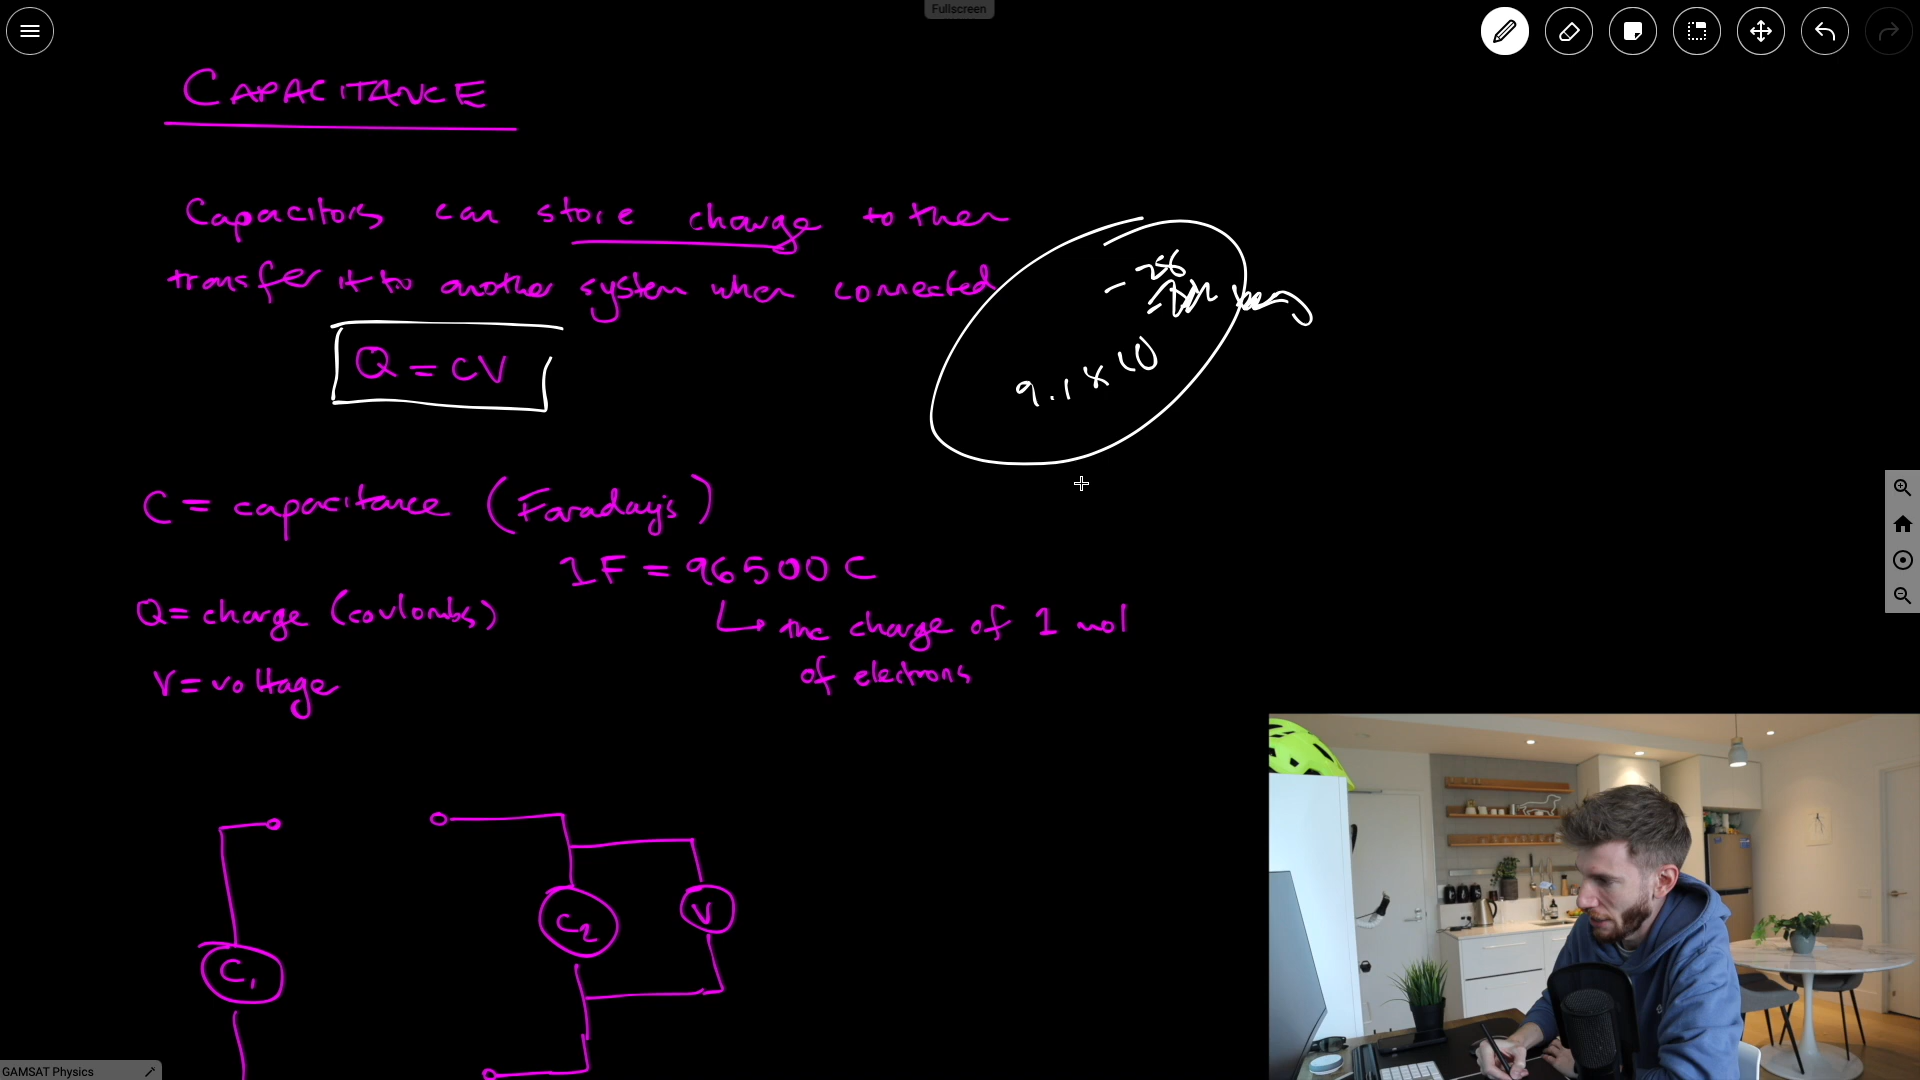 Fullscreen
CAPACITANCE
Capacitors can store charge to then
transfer it to another system when connected
Q = CV
9.1 x 10
C = capacitance (Faraday's)
1F = 96500 C
Q = charge (coulombs)
the charge of 1 mol
of electrons
V = voltage
C1
C2
V
GAMSAT Physics